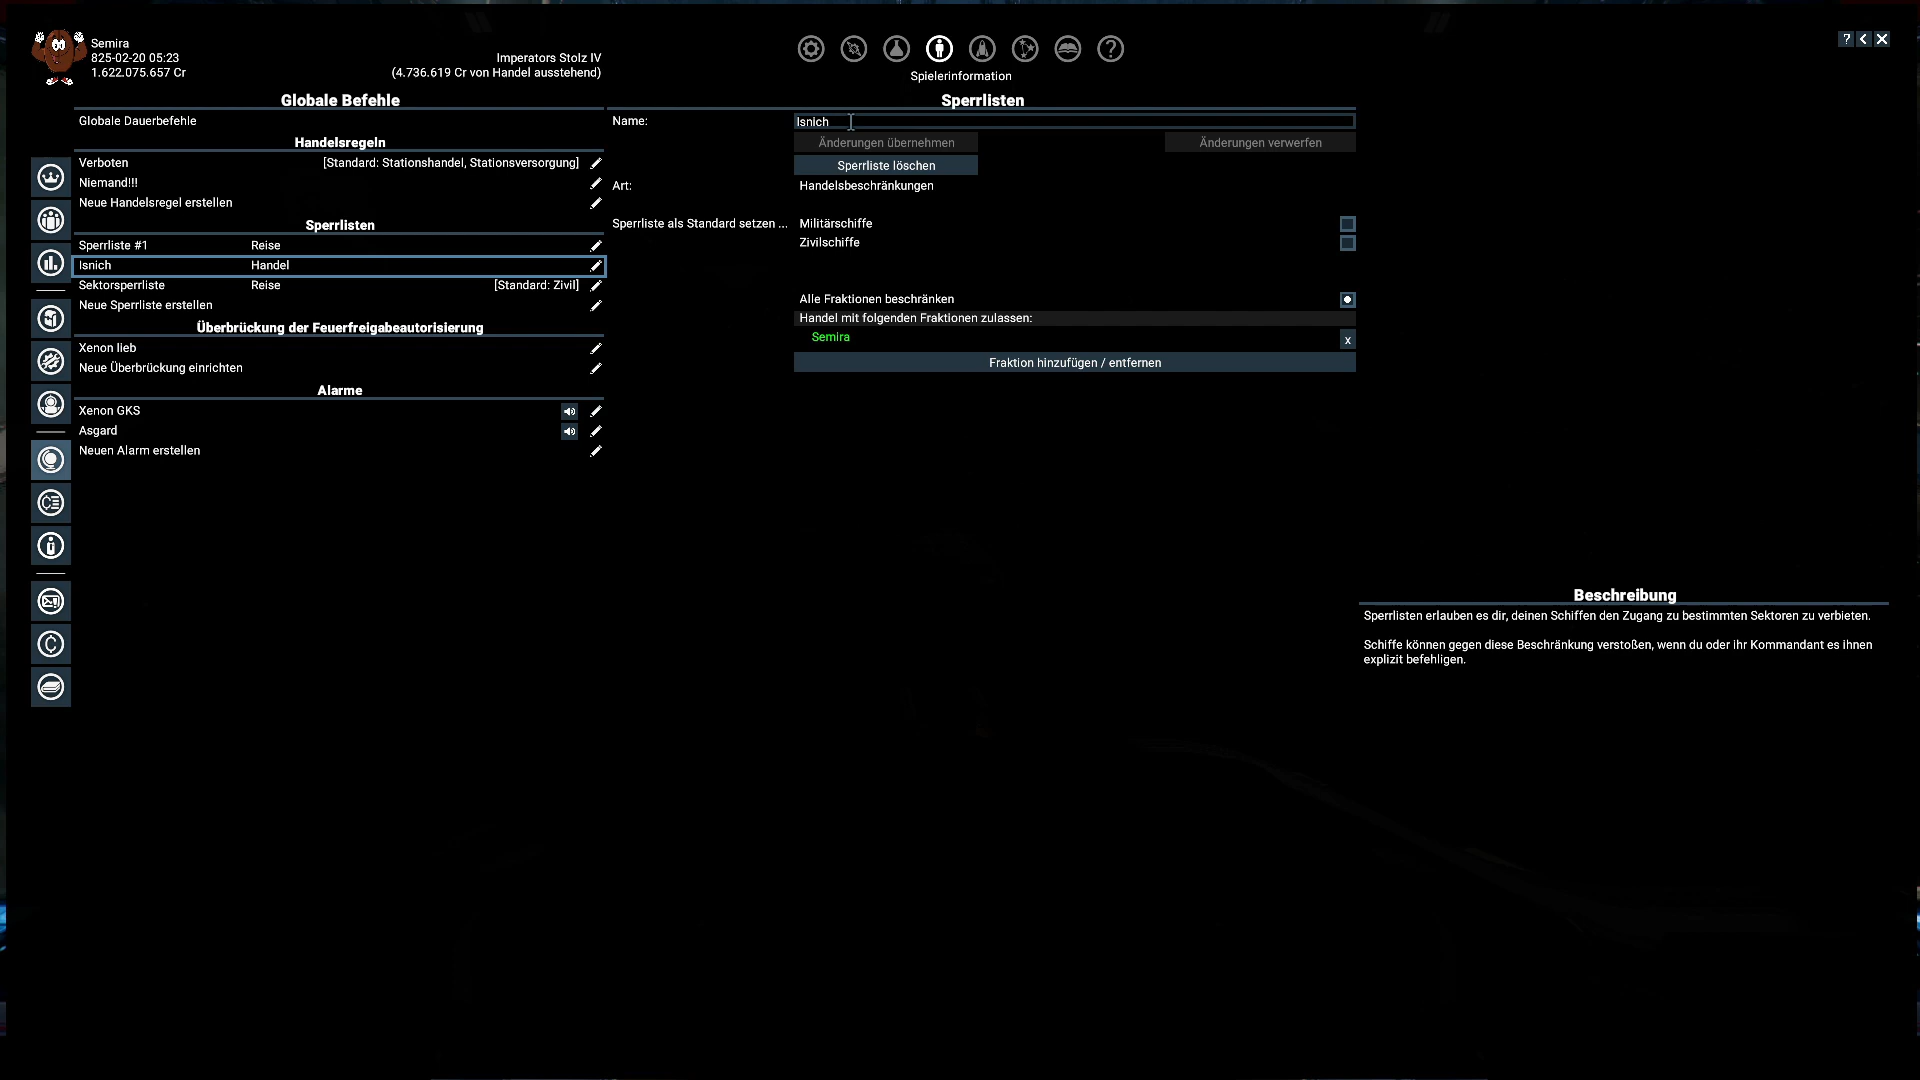 Semira
825-02-20 05:23
1.622.075.657 Cr
Imperators Stolz IV
(4.736.619 Cr von Handel ausstehend)
Spielerinformation
? < X
Globale Befehle
Globale Dauerbefehle
Handelsregeln
Verboten [Standard: Stationshandel, Stationsversorgung]
Niemand!!!
Neue Handelsregel erstellen
Sperrlisten
Sperrliste #1 Reise
Isnich Handel
Sektorsperrliste Reise [Standard: Zivil]
Neue Sperrliste erstellen
Überbrückung der Feuerfreigabeautorisierung
Xenon lieb
Neue Überbrückung einrichten
Alarme
Xenon GKS
Asgard
Neuen Alarm erstellen
Sperrlisten
Name: Isnich
Änderungen übernehmen Änderungen verwerfen
Sperrliste löschen
Art: Handelsbeschränkungen
Sperrliste als Standard setzen ... Militärschiffe
Zivilschiffe
Alle Fraktionen beschränken
Handel mit folgenden Fraktionen zulassen:
Semira x
Fraktion hinzufügen / entfernen
Beschreibung
Sperrlisten erlauben es dir, deinen Schiffen den Zugang zu bestimmten Sektoren zu verbieten.
Schiffe können gegen diese Beschränkung verstoßen, wenn du oder ihr Kommandant es ihnen
explizit befehligen.